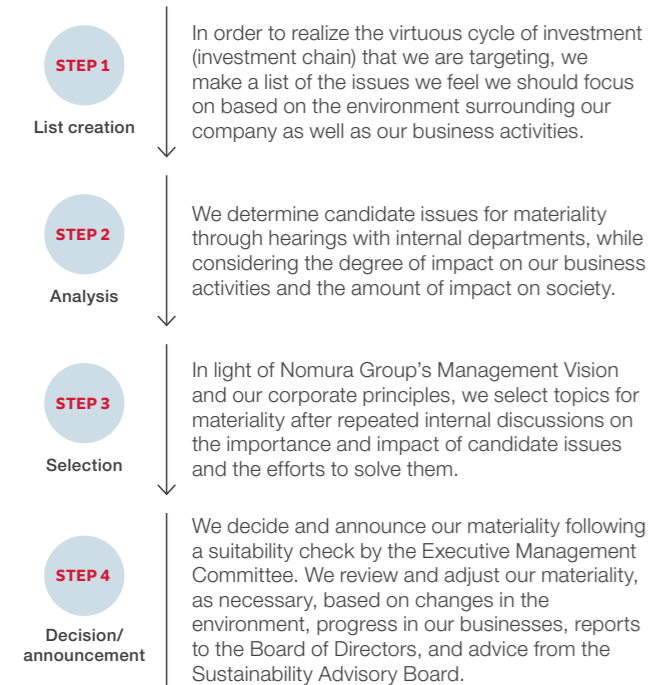 STEP 1
List creation
In order to realize the virtuous cycle of investment
(investment chain) that we are targeting, we
make a list of the issues we feel we should focus
on based on the environment surrounding our
company as well as our business activities.
STEP 2
Analysis
We determine candidate issues for materiality
through hearings with internal departments, while
considering the degree of impact on our business
activities and the amount of impact on society.
STEP 3
Selection
In light of Nomura Group’s Management Vision
and our corporate principles, we select topics for
materiality after repeated internal discussions on
the importance and impact of candidate issues
and the efforts to solve them.
STEP 4
Decision/
announcement
We decide and announce our materiality following
a suitability check by the Executive Management
Committee. We review and adjust our materiality,
as necessary, based on changes in the
environment, progress in our businesses, reports
to the Board of Directors, and advice from the
Sustainability Advisory Board.